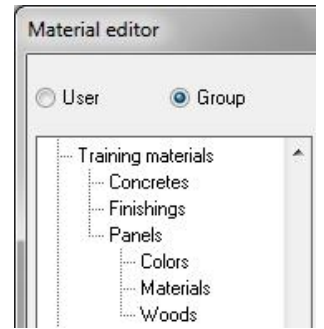 Material editor
User Group
Training materials
Concretes
Finishings
Panels
Colors
Materials
Woods